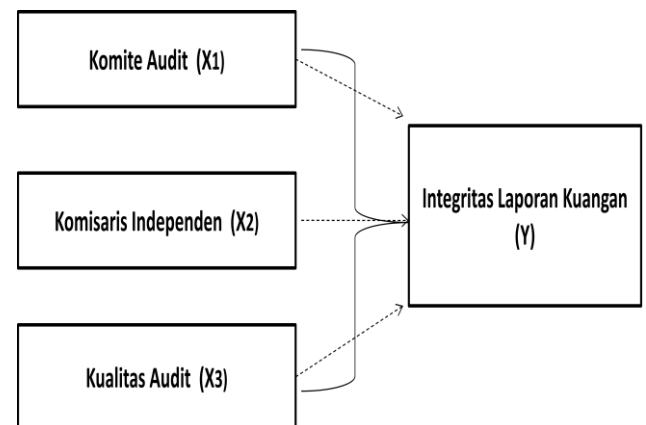 Komite Audit (X1)
Komisaris Independen (X2)
Kualitas Audit (X3)
Integritas Laporan Kuangan
(Y)